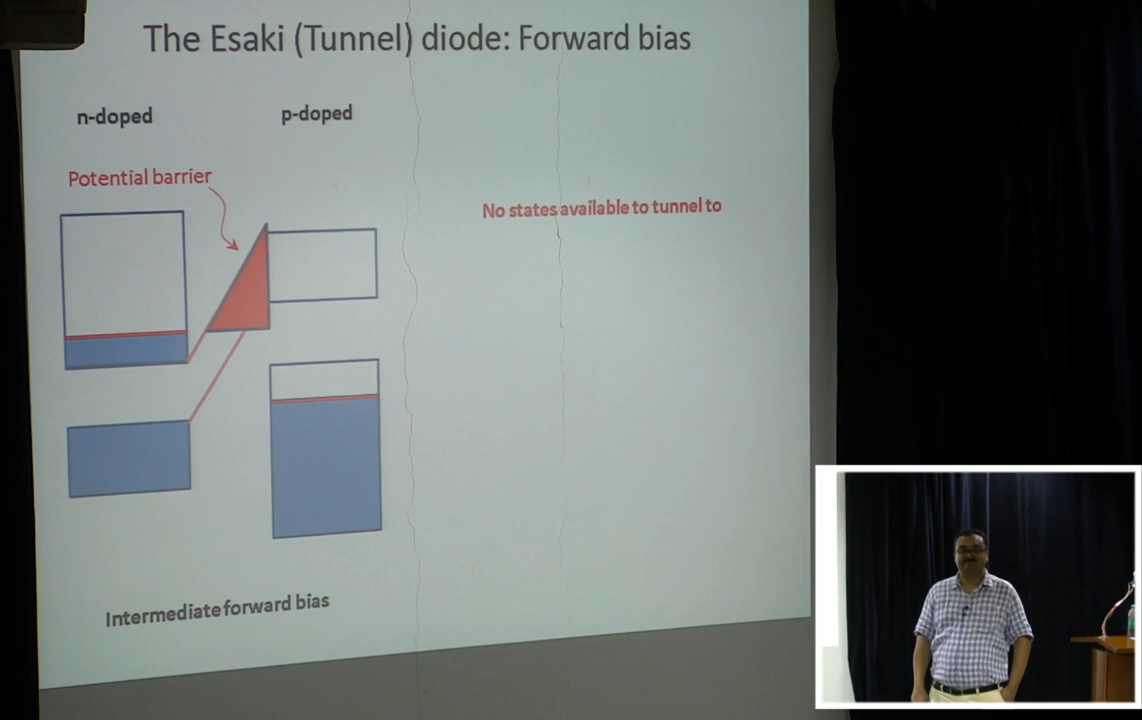 The Esaki (Tunnel) diode: Forward bias
n-doped
p-doped
Potential barrier
No states available to tunnel to
Intermediate forward bias